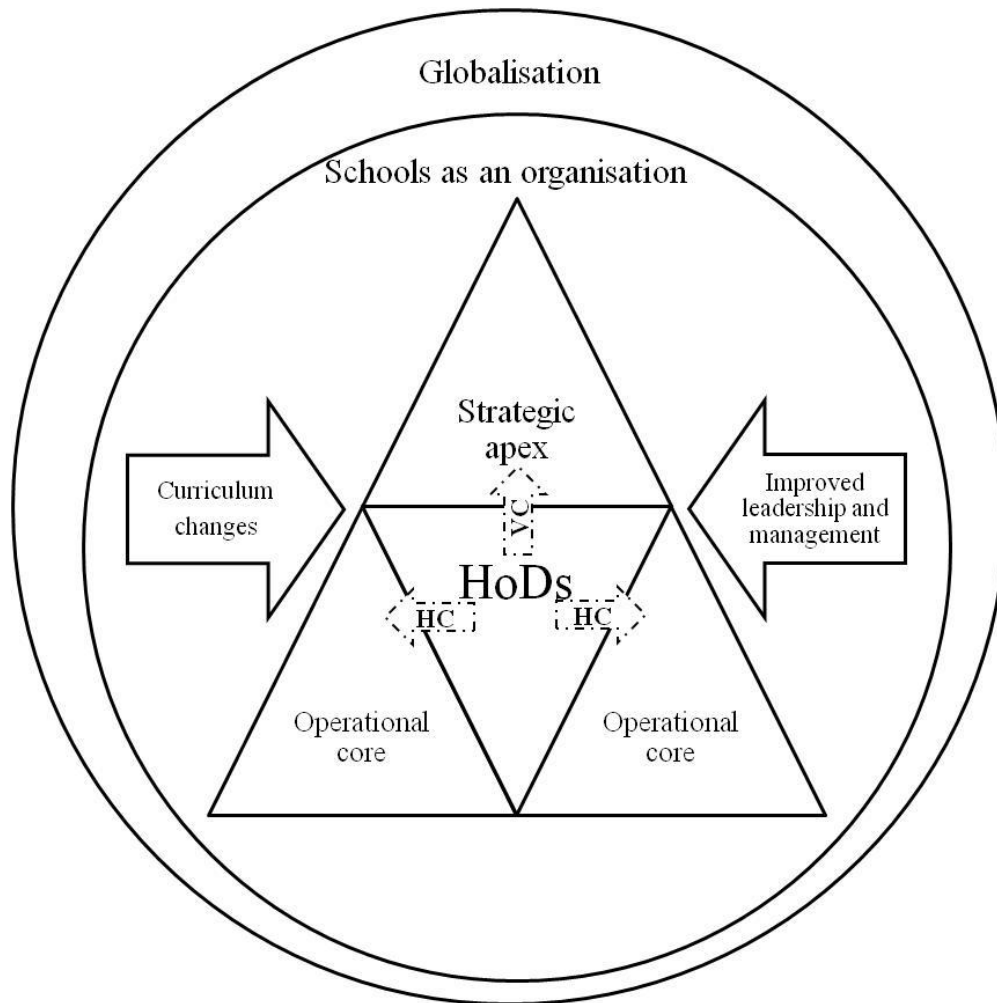 Globalisation
Schools as an organisation
Strategic
apex
Curriculum
changes
Improved
leadership and
management
VC
HoDs
HC
HC
Operational
core
Operational
core